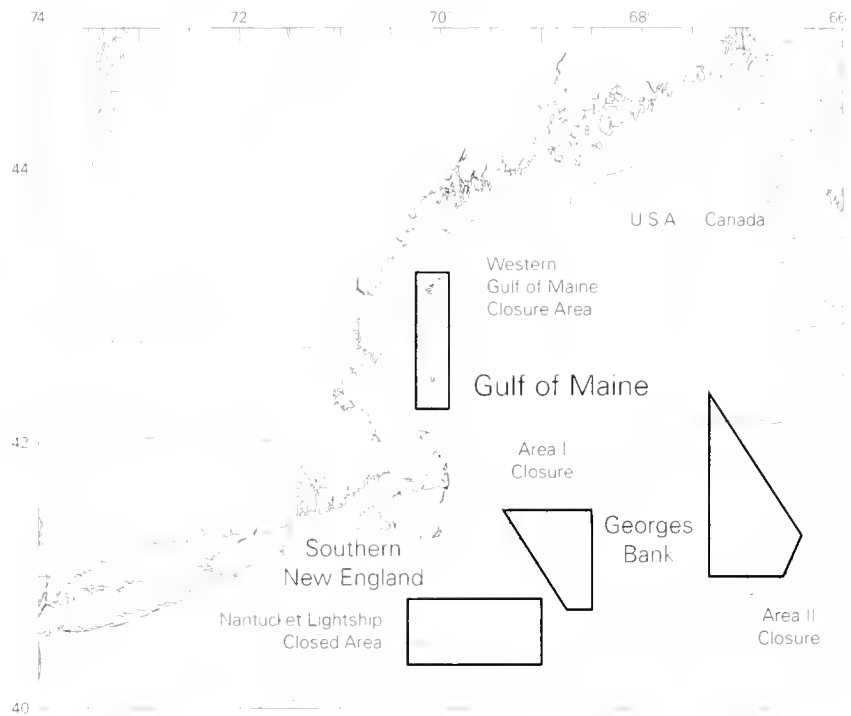 74 72 70 68 66
44
U S A Canada
Western
Gulf of Maine
Closure Area
Gulf of Maine
42
Area I
Closure
Georges
Bank
Southern
New England
Nantucket Lightship
Closed Area
Area II
Closure
40